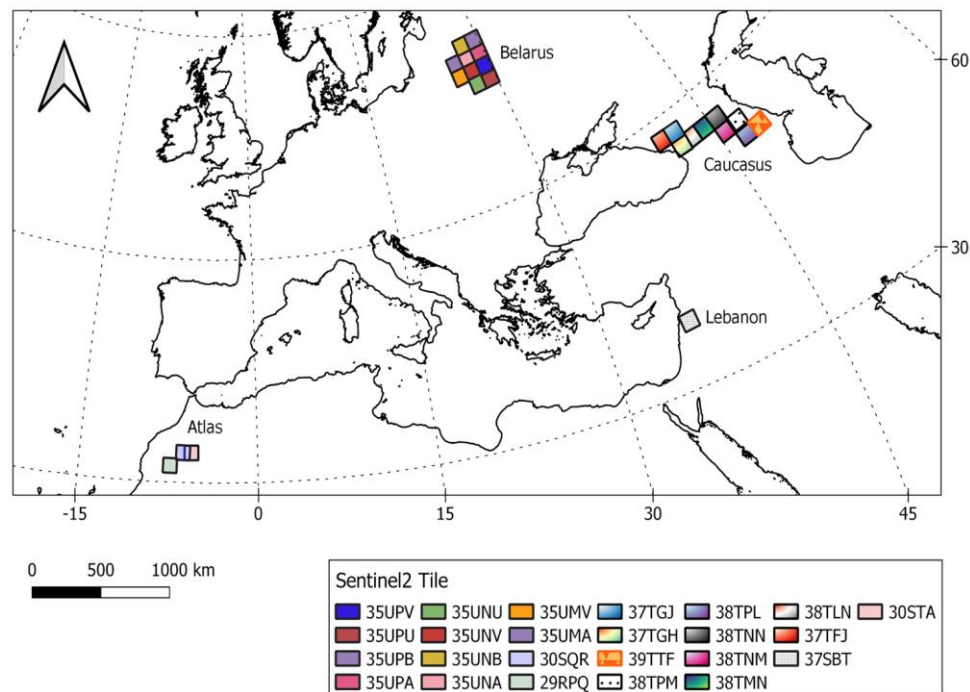 Belarus
60
Caucasus
30
Lebanon
Atlas
-15 0 15 30 45
0 500 1000 km
Sentinel2 Tile
35UPV 35UNU 35UMV 37TGJ 38TPL 38TLN 30STA
35UPU 35UNV 35UMA 37TGH 38TNN 37TFJ
35UPB 35UNB 30SQR 39TTF 38TNM 37SBT
35UPA 35UNA 29RPQ 38TPM 38TMN